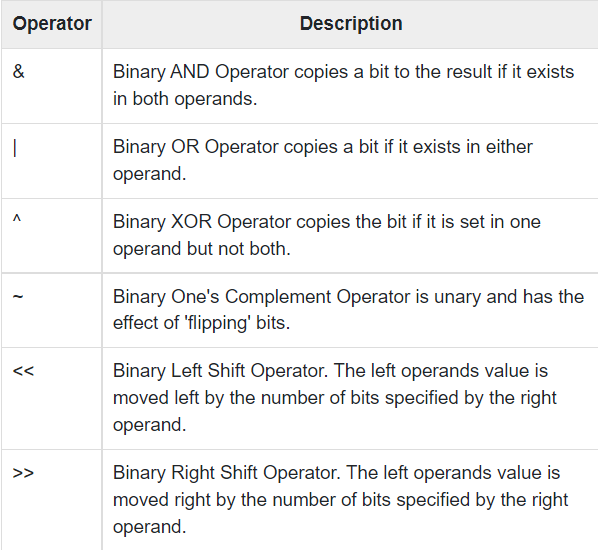 Operator Description
& Binary AND Operator copies a bit to the result if it exists
in both operands.
| Binary OR Operator copies a bit if it exists in either
operand.
^ Binary XOR Operator copies the bit if it is set in one
operand but not both.
~ Binary One's Complement Operator is unary and has the
effect of 'flipping' bits.
<< Binary Left Shift Operator. The left operands value is
moved left by the number of bits specified by the right
operand.
>> Binary Right Shift Operator. The left operands value is
moved right by the number of bits specified by the right
operand.